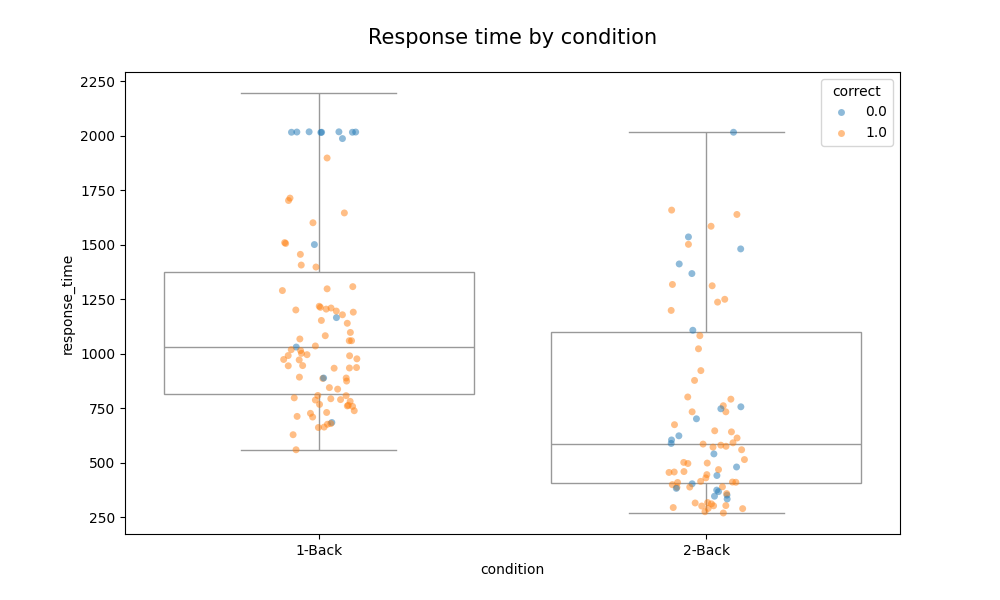 Response time by condition
correct
0.0
1.0
2250
2000
1750
1500
1250
1000
750
500
250
response_time
1-Back
2-Back
condition